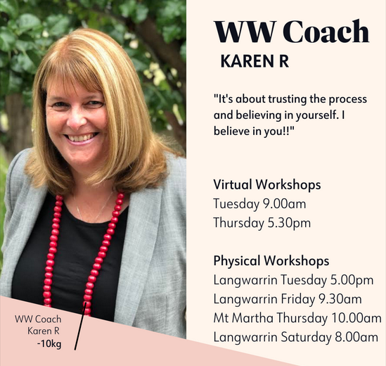 WW Coach
KAREN R
"It's about trusting the process
and believing in yourself. I
believe in you!!"
Virtual Workshops
Tuesday 9.00am
Thursday 5.30pm
Physical Workshops
Langwarrin Tuesday 5.00pm
Langwarrin Friday 9.30am
Mt Martha Thursday 10.00am
Langwarrin Saturday 8.00am
WW Coach
Karen R
-10kg